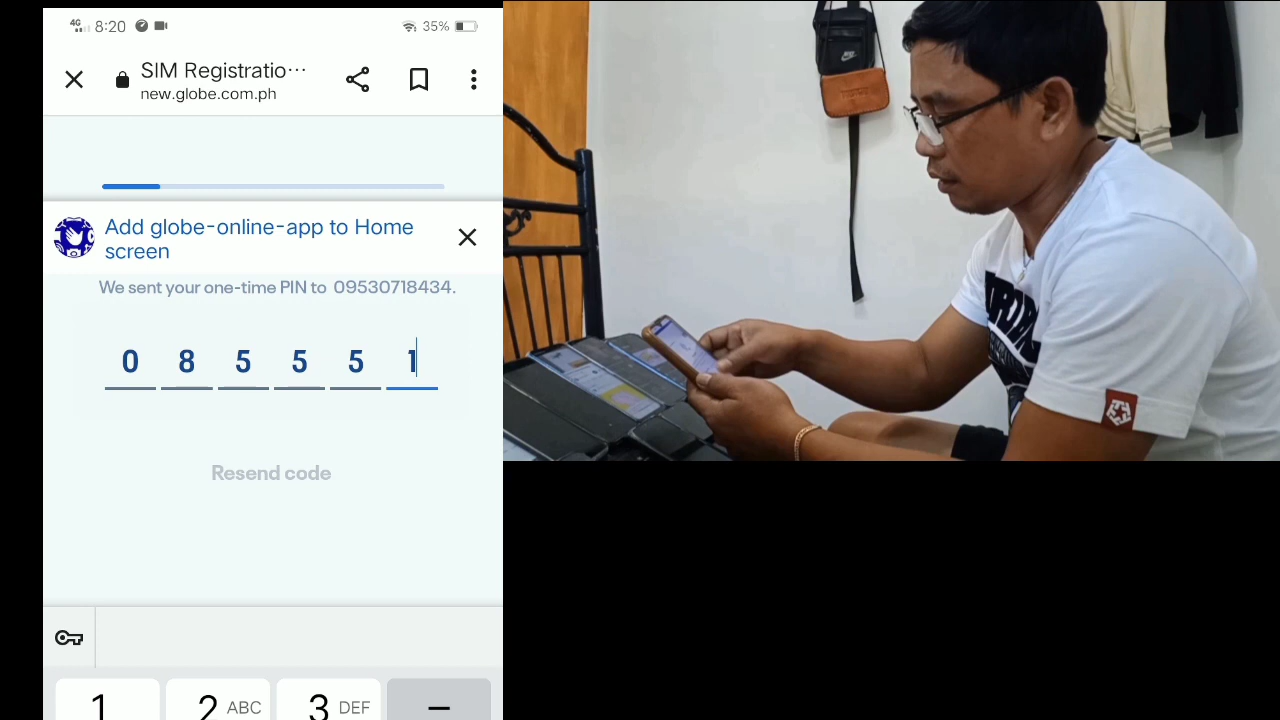 4G 8:20 35%
SIM Registratio...
new.globe.com.ph
Add globe-online-app to Home
screen
We sent your one-time PIN to 09530718434.
0 8 5 5 5 1
Resend code
1 2 ABC 3 DEF –